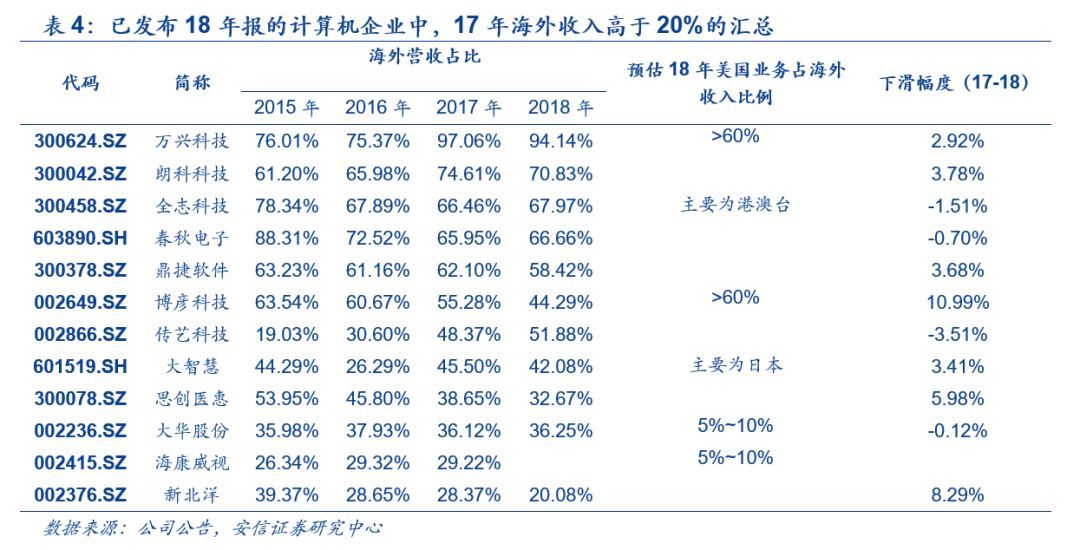 表 4：已发布 18 年报的计算机企业中，17 年海外收入高于 20%的汇总
代码 简称 海外营收占比 预估 18 年美国业务占海外收入比例 下滑幅度（17-18）
2015 年 2016 年 2017 年 2018 年
300624.SZ 万兴科技 76.01% 75.37% 97.06% 94.14% >60% 2.92%
300042.SZ 朗科科技 61.20% 65.98% 74.61% 70.83% 3.78%
300458.SZ 全志科技 78.34% 67.89% 66.46% 67.97% 主要为港澳台 -1.51%
603890.SH 春秋电子 88.31% 72.52% 65.95% 66.66% -0.70%
300378.SZ 鼎捷软件 63.23% 61.16% 62.10% 58.42% 3.68%
002649.SZ 博彦科技 63.54% 60.67% 55.28% 44.29% >60% 10.99%
002866.SZ 传艺科技 19.03% 30.60% 48.37% 51.88% -3.51%
601519.SH 大智慧 44.29% 26.29% 45.50% 42.08% 主要为日本 3.41%
300078.SZ 思创医惠 53.95% 45.80% 38.65% 32.67% 5.98%
002236.SZ 大华股份 35.98% 37.93% 36.12% 36.25% 5%~10% -0.12%
002415.SZ 海康威视 26.34% 29.32% 29.22% 5%~10%
002376.SZ 新北洋 39.37% 28.65% 28.37% 20.08% 8.29%
数据来源：公司公告，安信证券研究中心